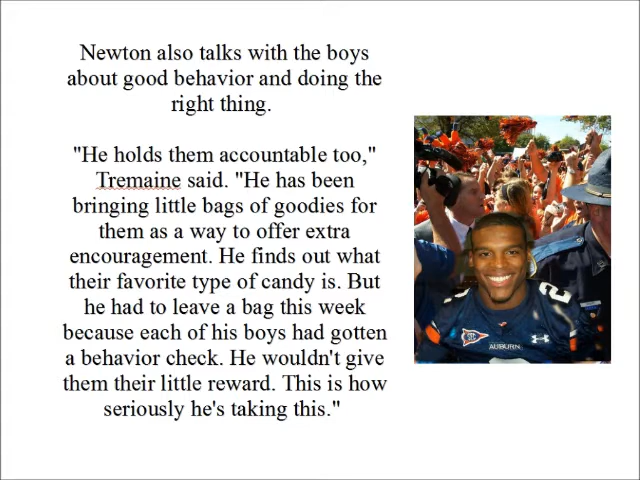 Newton also talks with the boys
about good behavior and doing the
right thing.
"He holds them accountable too,"
Tremaine said. "He has been
bringing little bags of goodies for
them as a way to offer extra
encouragement. He finds out what
their favorite type of candy is. But
he had to leave a bag this week
because each of his boys had gotten
a behavior check. He wouldn't give
them their little reward. This is how
seriously he's taking this."
2
AUBURN